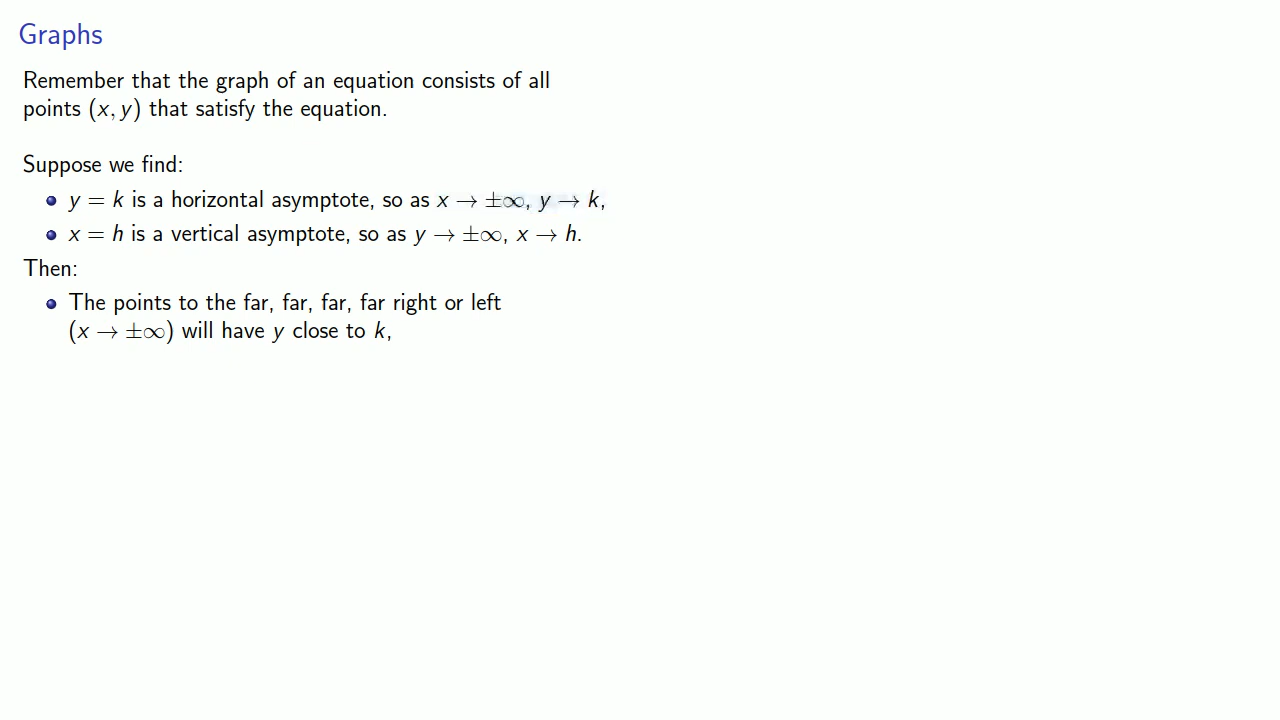 Graphs
Remember that the graph of an equation consists of all
points (x, y) that satisfy the equation.
Suppose we find:
y = k is a horizontal asymptote, so as x → ±∞, y → k,
x = h is a vertical asymptote, so as y → ±∞, x → h.
Then:
The points to the far, far, far, far right or left
(x → ±∞) will have y close to k,